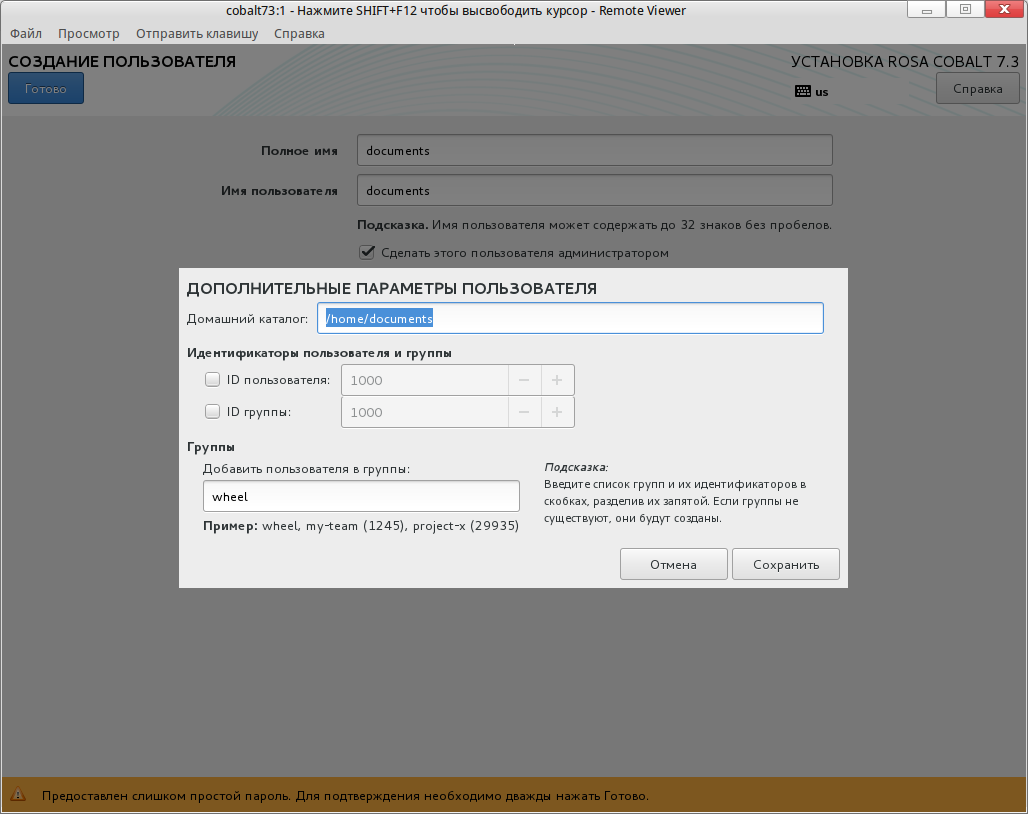 cobalt73:1 - Нажмите SHIFT+F12 чтобы высвободить курсор - Remote Viewer
Файл Просмотр Отправить клавишу Справка
СОЗДАНИЕ ПОЛЬЗОВАТЕЛЯ
УСТАНОВКА ROSA COBALT 7.3
Готово
us
Справка
Полное имя documents
Имя пользователя documents
Подсказка. Имя пользователя может содержать до 32 знаков без пробелов.
Сделать этого пользователя администратором
ДОПОЛНИТЕЛЬНЫЕ ПАРАМЕТРЫ ПОЛЬЗОВАТЕЛЯ
Домашний каталог: /home/documents
Идентификаторы пользователя и группы
ID пользователя: 1000
ID группы: 1000
Группы
Добавить пользователя в группы:
wheel
Пример: wheel, my-team (1245), project-x (29935)
Подсказка:
Введите список групп и их идентификаторов в
скобках, разделив их запятой. Если группы не
существуют, они будут созданы.
Отмена Сохранить
Предоставлен слишком простой пароль. Для подтверждения необходимо дважды нажать Готово.